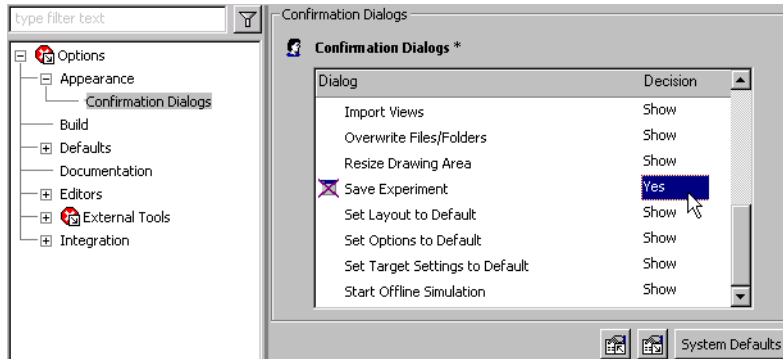 type filter text
Options
Appearance
Confirmation Dialogs
Build
Defaults
Documentation
Editors
External Tools
Integration
Confirmation Dialogs
Confirmation Dialogs *
Dialog Decision
Import Views Show
Overwrite Files/Folders Show
Resize Drawing Area Show
Save Experiment Yes
Set Layout to Default Show
Set Options to Default Show
Set Target Settings to Default Show
Start Offline Simulation Show
System Defaults